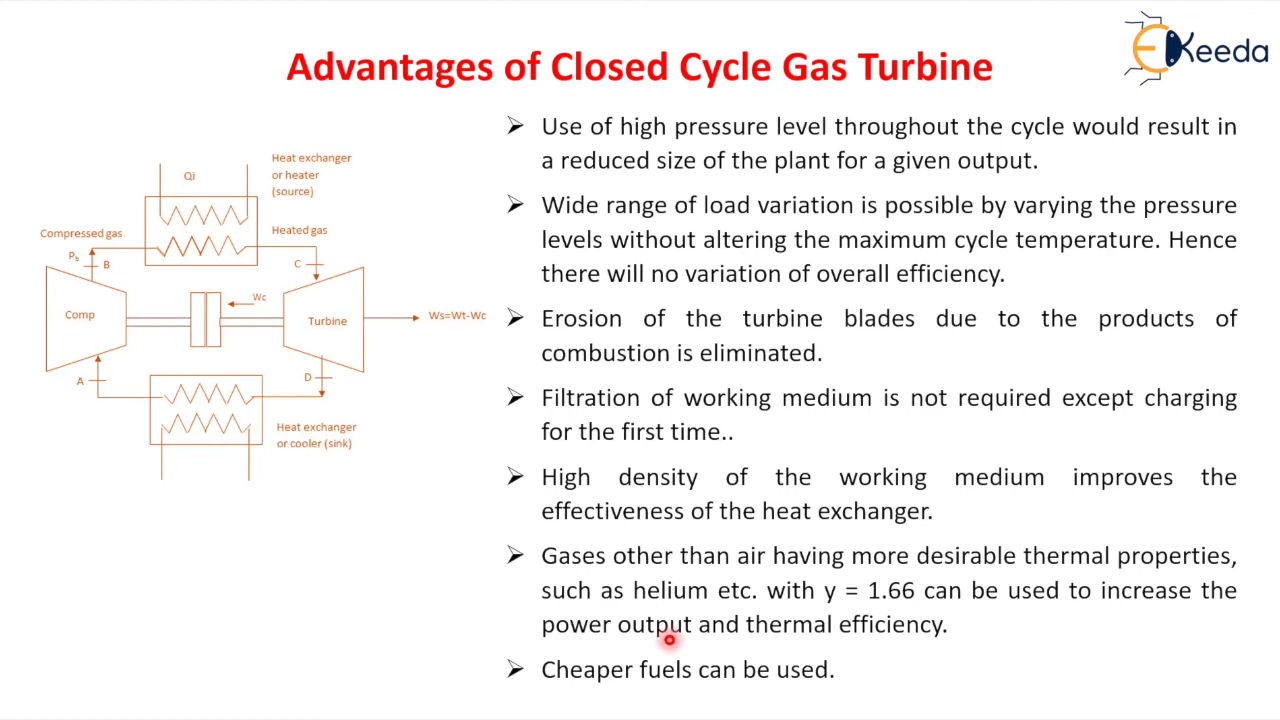 EKeeda
Advantages of Closed Cycle Gas Turbine
Heat exchanger
or heater
(source)
Qi
Compressed gas
Heated gas
Pb
B
C
Comp
Wc
Turbine
Ws=Wt-Wc
A
D
Heat exchanger
or cooler (sink)
Use of high pressure level throughout the cycle would result in
a reduced size of the plant for a given output.
Wide range of load variation is possible by varying the pressure
levels without altering the maximum cycle temperature. Hence
there will no variation of overall efficiency.
Erosion of the turbine blades due to the products of
combustion is eliminated.
Filtration of working medium is not required except charging
for the first time..
High density of the working medium improves the
effectiveness of the heat exchanger.
Gases other than air having more desirable thermal properties,
such as helium etc. with y = 1.66 can be used to increase the
power output and thermal efficiency.
Cheaper fuels can be used.